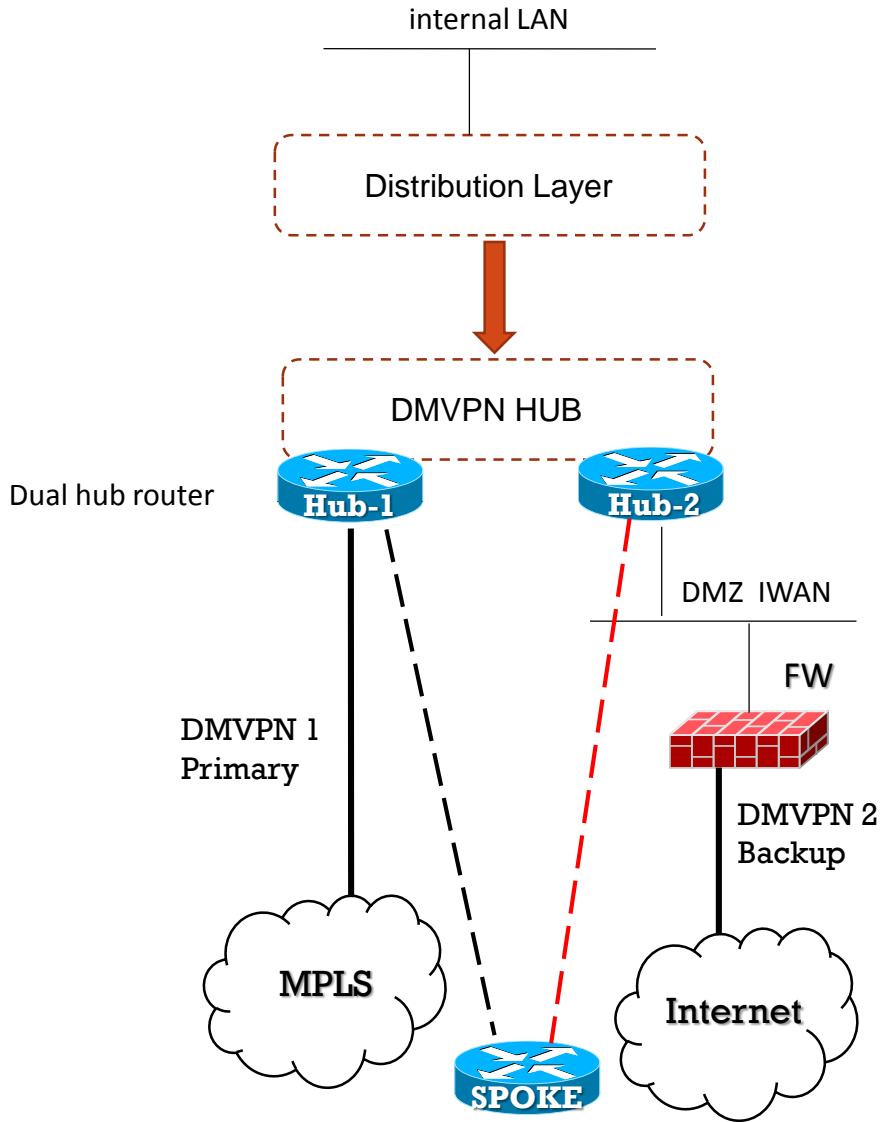 internal LAN
Distribution Layer
DMVPN HUB
Dual hub router
Hub-1
Hub-2
DMZ IWAN
FW
DMVPN 1
Primary
DMVPN 2
Backup
MPLS
Internet
SPOKE